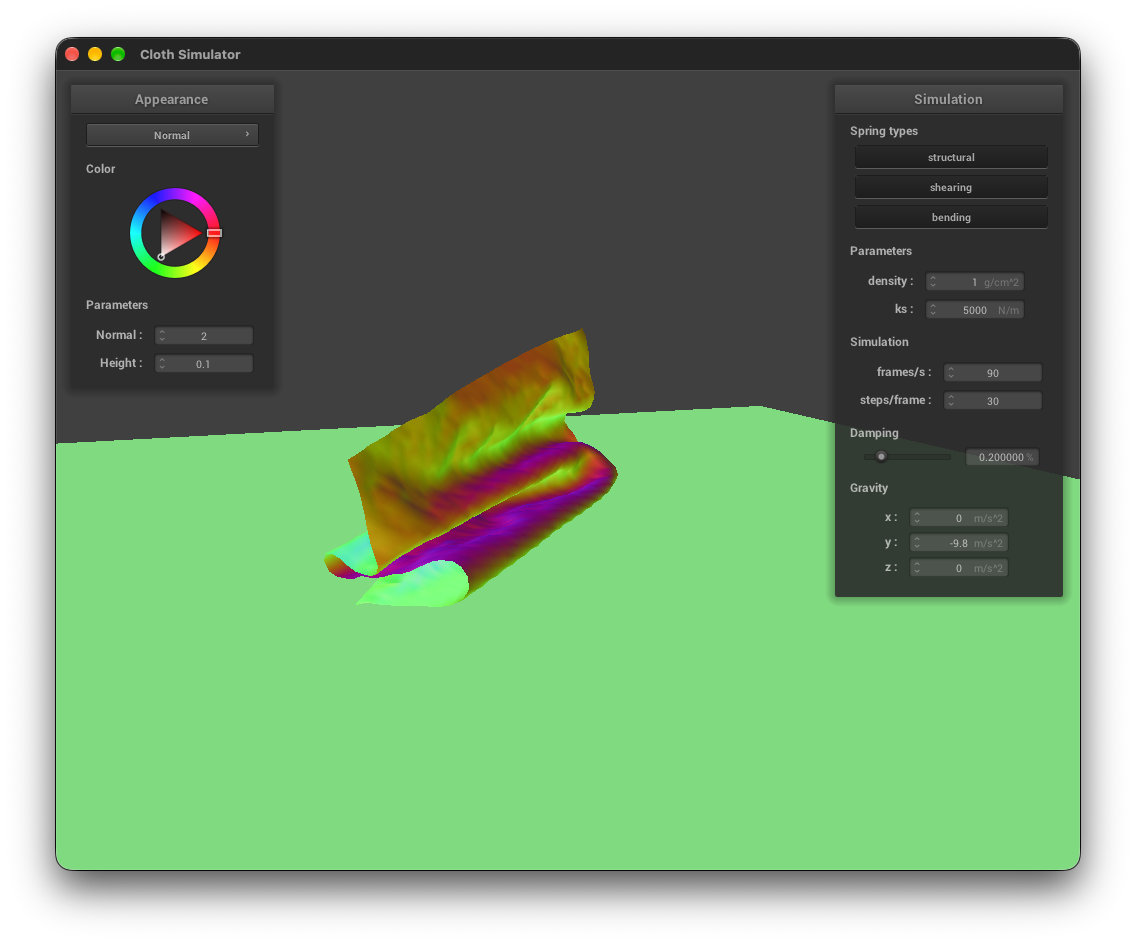 Cloth Simulator
Appearance
Normal
Color
Parameters
Normal : 2
Height : 0.1
Simulation
Spring types
structural
shearing
bending
Parameters
density : 1 g/cm^2
ks : 5000 N/m
Simulation
frames/s : 90
steps/frame : 30
Damping
0.200000 %
Gravity
x : 0 m/s^2
y : -9.8 m/s^2
z : 0 m/s^2